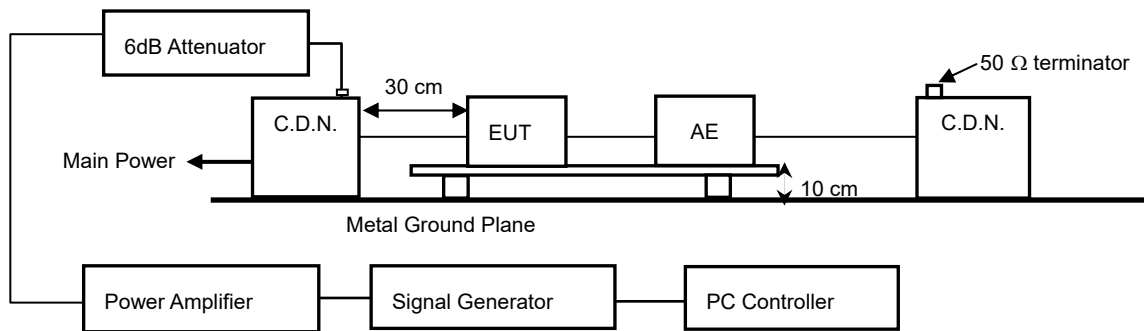 6dB Attenuator
50 Ω terminator
30 cm
C.D.N.
EUT
AE
C.D.N.
Main Power
10 cm
Metal Ground Plane
Power Amplifier
Signal Generator
PC Controller